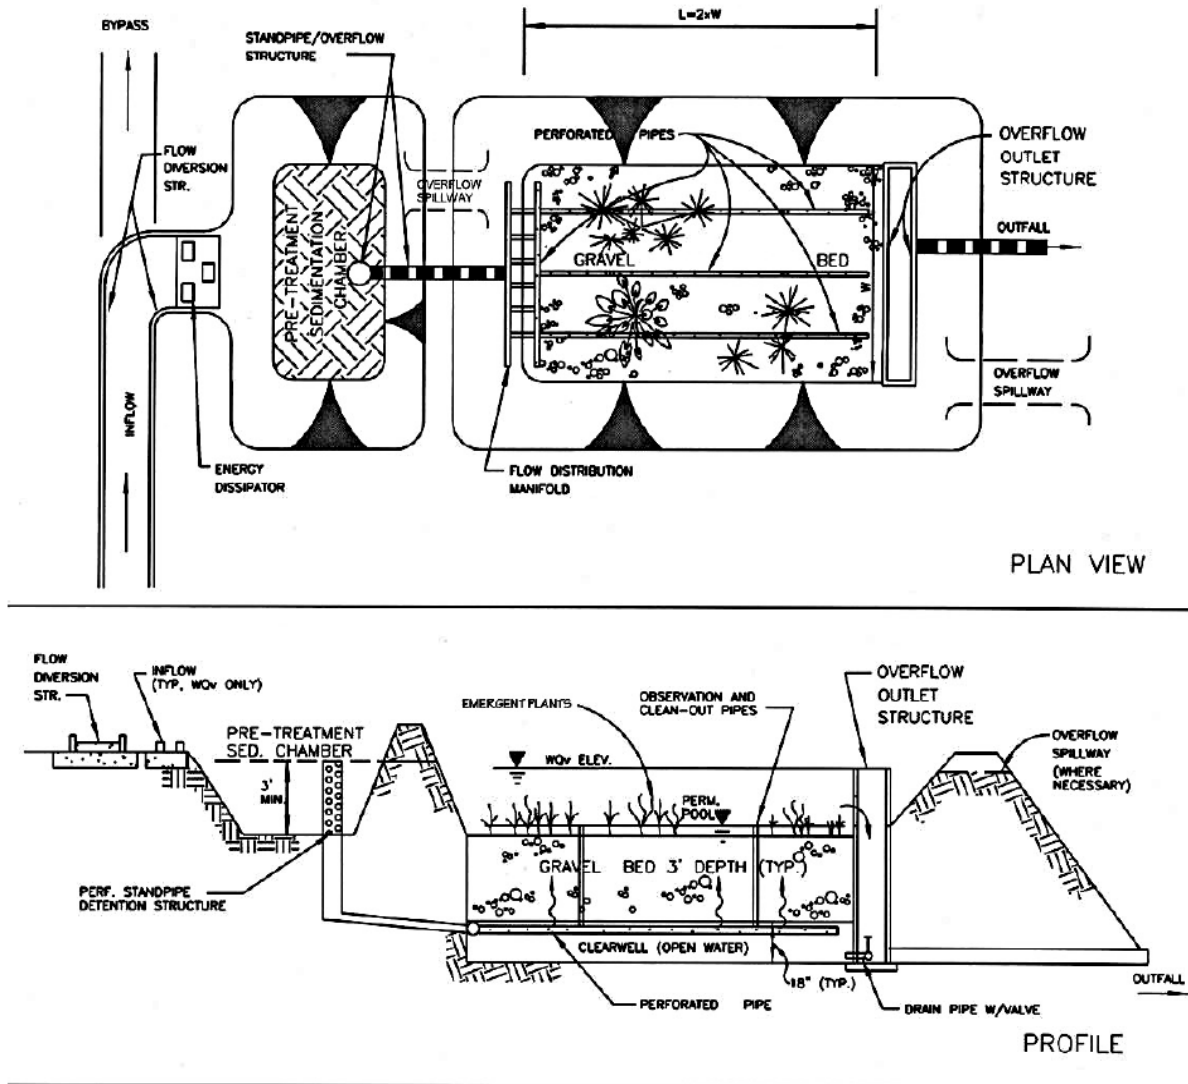 BYPASS
L=2xW
STANDPIPE/OVERFLOW
STRUCTURE
FLOW
DIVERSION
STR.
PERFORATED PIPES
OVERFLOW
OUTLET
STRUCTURE
OVERFLOW
SPILLWAY
PRE-TREATMENT
SEDIMENTATION
CHAMBER
GRAVEL BED
W
OUTFALL
INFLOW
OVERFLOW
SPILLWAY
ENERGY
DISSIPATOR
FLOW DISTRIBUTION
MANIFOLD
PLAN VIEW
FLOW
DIVERSION
STR.
INFLOW
(TYP. WQv ONLY)
PRE-TREATMENT
SED. CHAMBER
3'
MIN.
EMERGENT PLANTS
OBSERVATION AND
CLEAN-OUT PIPES
OVERFLOW
OUTLET
STRUCTURE
OVERFLOW
SPILLWAY
(WHERE
NECESSARY)
WQv ELEV.
PERM.
POOL
GRAVEL BED 3' DEPTH (TYP.)
PERF. STANDPIPE
DETENTION STRUCTURE
CLEARWELL (OPEN WATER)
18" (TYP.)
PERFORATED PIPE
DRAIN PIPE W/VALVE
OUTFALL
PROFILE